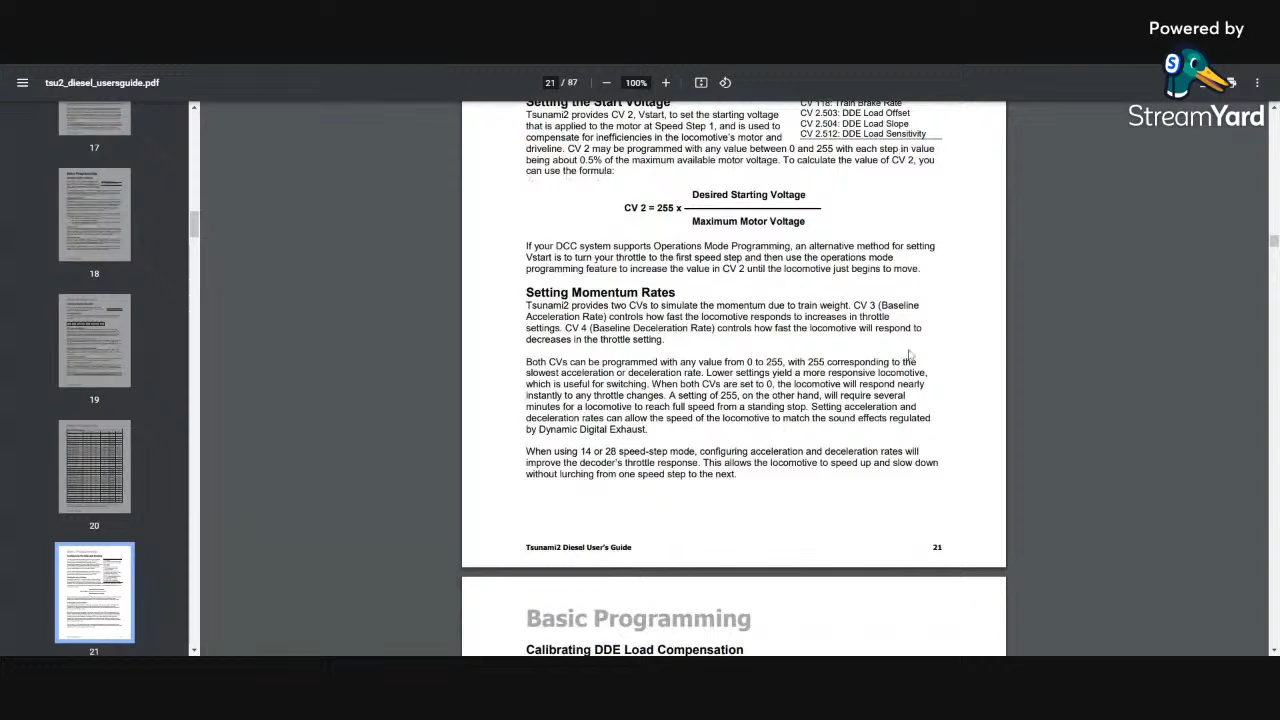 Powered by
S
StreamYard
tsu2_diesel_usersguide.pdf
21 / 87
100%
17
18
19
20
21
Setting the Start Voltage
Tsunami2 provides CV 2, Vstart, to set the starting voltage
that is applied to the motor at Speed Step 1, and is used to
compensate for inefficiencies in the locomotive's motor and
driveline. CV 2 may be programmed with any value between 0 and 255 with each step in value
being about 0.5% of the maximum available motor voltage. To calculate the value of CV 2, you
can use the formula:
CV 118: Train Brake Rate
CV 2.503: DDE Load Offset
CV 2.504: DDE Load Slope
CV 2.512: DDE Load Sensitivity
Desired Starting Voltage
CV 2 = 255 x
Maximum Motor Voltage
If your DCC system supports Operations Mode Programming, an alternative method for setting
Vstart is to turn your throttle to the first speed step and then use the operations mode
programming feature to increase the value in CV 2 until the locomotive just begins to move.
Setting Momentum Rates
Tsunami2 provides two CVs to simulate the momentum due to train weight. CV 3 (Baseline
Acceleration Rate) controls how fast the locomotive responds to increases in throttle
settings. CV 4 (Baseline Deceleration Rate) controls how fast the locomotive will respond to
decreases in the throttle setting.
Both CVs can be programmed with any value from 0 to 255, with 255 corresponding to the
slowest acceleration or deceleration rate. Lower settings yield a more responsive locomotive,
which is useful for switching. When both CVs are set to 0, the locomotive will respond nearly
instantly to any throttle changes. A setting of 255, on the other hand, will require several
minutes for a locomotive to reach full speed from a standing stop. Setting acceleration and
deceleration rates can allow the speed of the locomotive to match the sound effects regulated
by Dynamic Digital Exhaust.
When using 14 or 28 speed-step mode, configuring acceleration and deceleration rates will
improve the decoder's throttle response. This allows the locomotive to speed up and slow down
without lurching from one speed step to the next.
Tsunami2 Diesel User's Guide
21
Basic Programming
Calibrating DDE Load Compensation